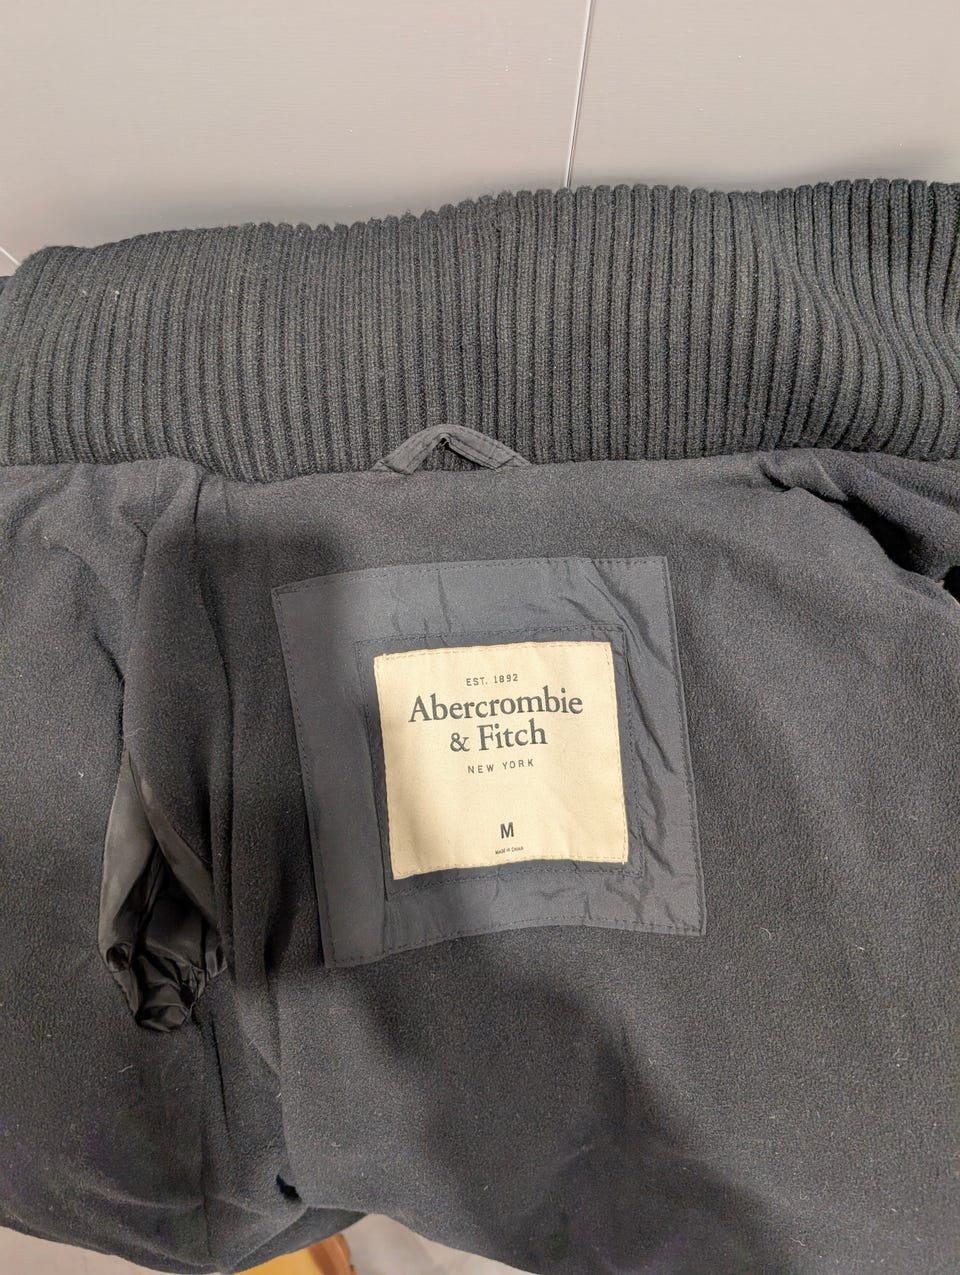 EST. 1892
Abercrombie
& Fitch
NEW YORK
M
MADE IN CHINA